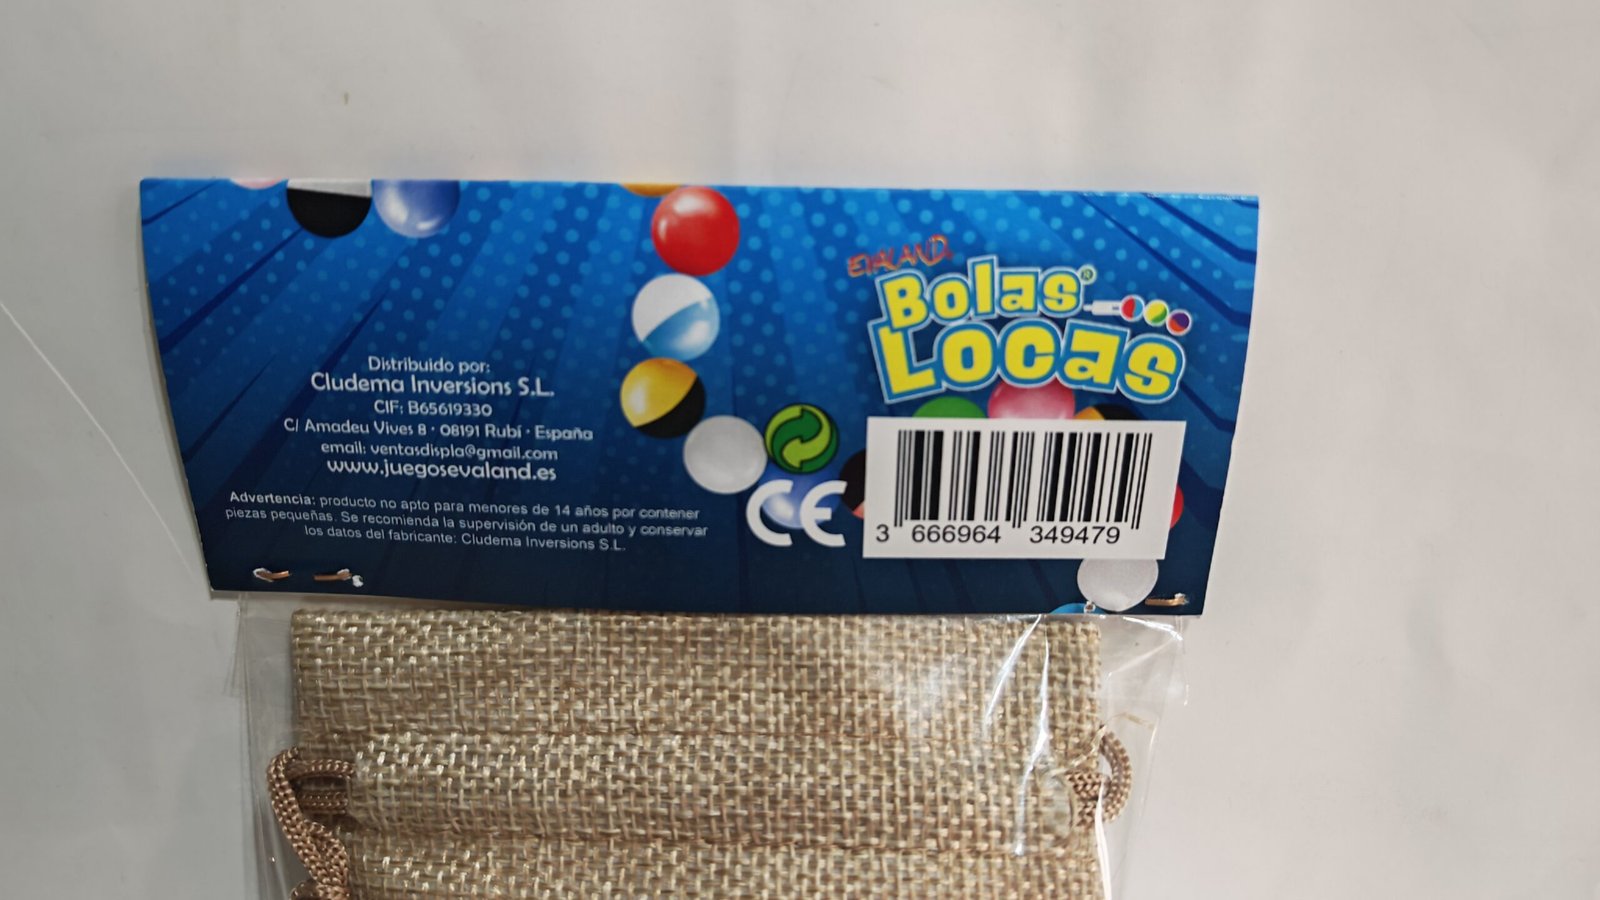 Distribuido por:
Cludema Inversions S.L.
CIF: B65619330
C/ Amadeu Vives 8 · 08191 Rubí · España
email: ventasdispla@gmail.com
www.juegosevaland.es
Advertencia: producto no apto para menores de 14 años por contener
piezas pequeñas. Se recomienda la supervisión de un adulto y conservar
los datos del fabricante: Cludema Inversions S.L.
EVALAND®
Bolas®
Locas
CE
3 666964 349479